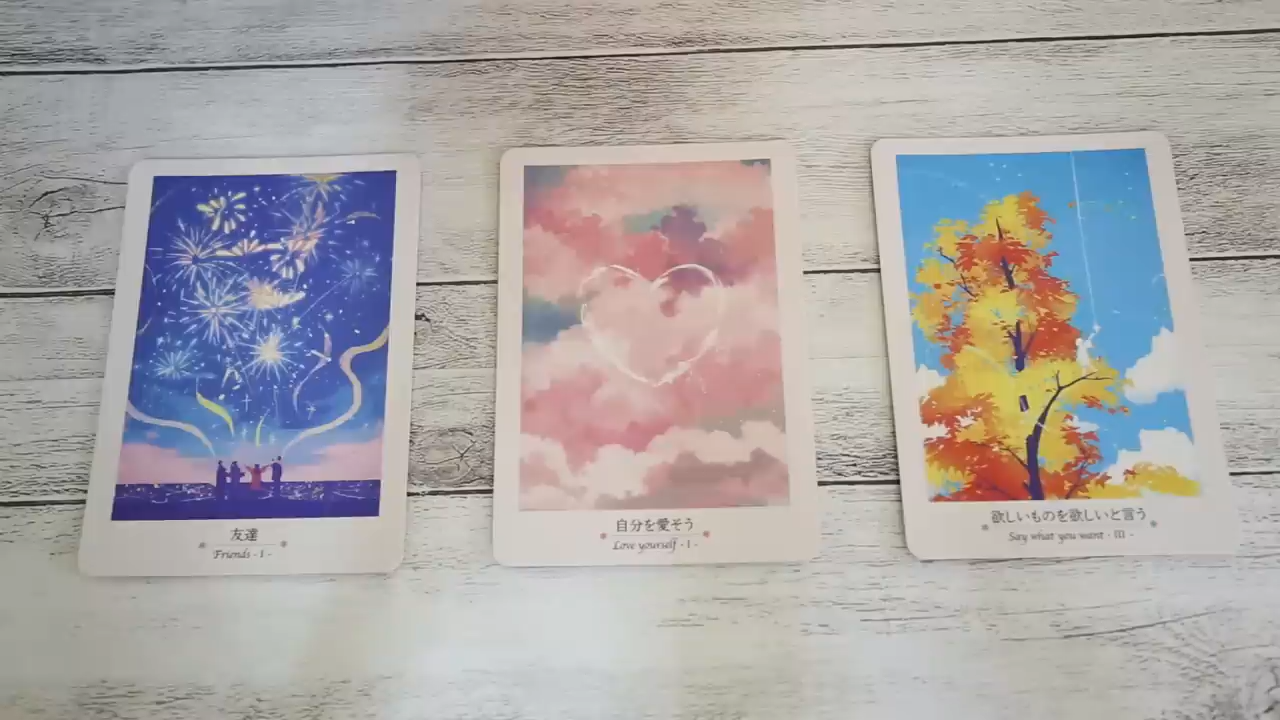 友達
Friends - I -
自分を愛そう
Love yourself - I -
欲しいものを欲しいと言う
Say what you want - III -